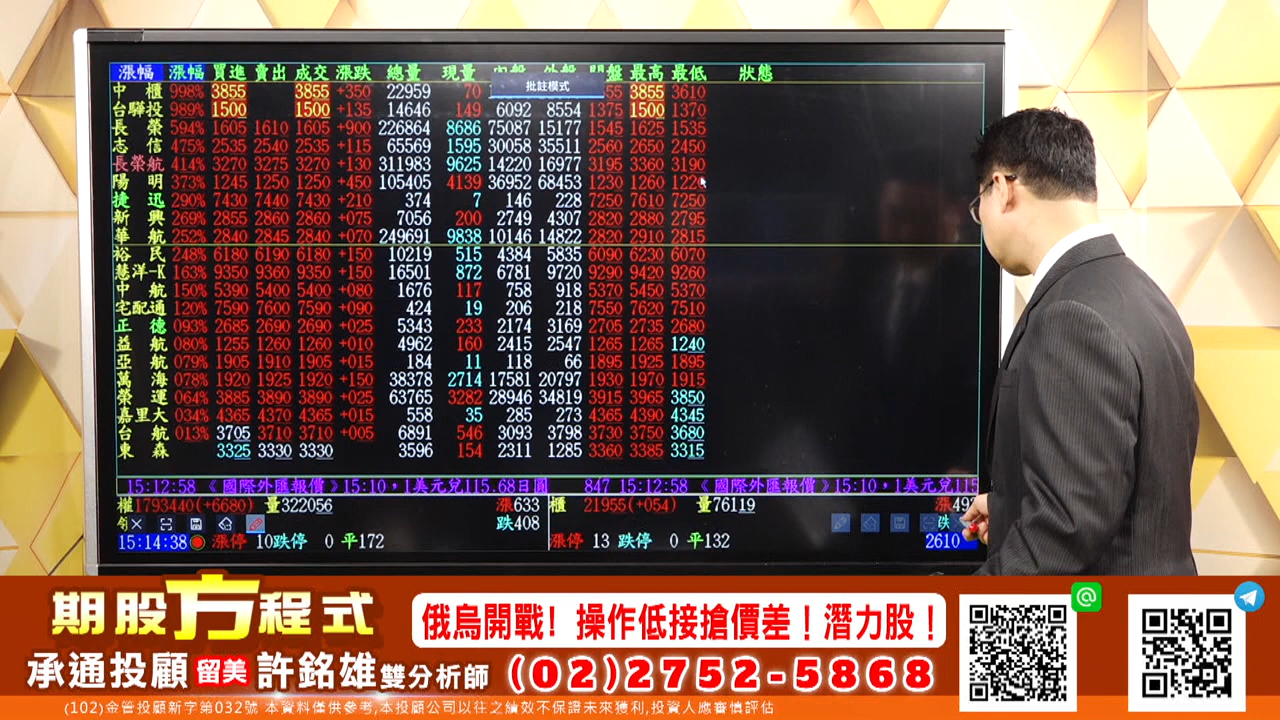 漲幅 漲幅 買進 賣出 成交 漲跌 總量 現量 最高 最低 狀態
批註模式
中櫃 998% 3855 3855 +350 22959 70 3855 3610
台驊投 989% 1500 1500 +135 14646 149 6092 8554 1375 1500 1370
長榮 594% 1605 1610 1605 +900 226864 8686 75087 15177 1545 1625 1535
志信 475% 2535 2540 2535 +115 65569 1595 30058 35511 2560 2650 2450
長榮航 414% 3270 3275 3270 +130 311983 9625 14220 16977 3195 3360 3190
陽明 373% 1245 1250 1250 +450 105405 4139 36952 68453 1230 1260 1220
捷迅 290% 7430 7440 7430 +210 374 7 146 228 7250 7610 7250
新興 269% 2855 2860 2860 +075 7056 200 2749 4307 2820 2880 2795
華航 252% 2840 2845 2840 +070 249691 9838 10146 14822 2820 2910 2815
裕民 248% 6180 6190 6180 +150 10219 515 4384 5835 6090 6230 6070
慧洋-K 163% 9350 9360 9350 +150 16501 872 6781 9720 9290 9420 9260
中航 150% 5390 5400 5400 +080 1676 117 758 918 5370 5450 5370
宅配通 120% 7590 7600 7590 +090 424 19 206 218 7550 7620 7510
正德 093% 2685 2690 2690 +025 5343 233 2174 3169 2705 2735 2680
益航 080% 1255 1260 1260 +010 4962 160 2415 2547 1265 1265 1240
亞航 079% 1905 1910 1905 +015 184 11 118 66 1895 1925 1895
萬海 078% 1920 1925 1920 +150 38378 2714 17581 20797 1930 1970 1915
榮運 064% 3885 3890 3890 +025 63765 3282 28946 34819 3915 3965 3850
嘉里大 034% 4365 4370 4365 +015 558 35 285 273 4365 4390 4345
台航 013% 3705 3710 3710 +005 6891 546 3093 3798 3730 3750 3680
東森 3325 3330 3330 3596 154 2311 1285 3360 3385 3315
15:12:58《國際外匯報價》15:10，1美元兌115.68日圓 847 15:12:58《國際外匯報價》15:10，1美元兌115
權1793440(+6680) 量322056 漲633 櫃 21955(+054) 量76119 漲49
跌408 跌
15:14:38 漲停 10跌停 0 平172 漲停 13 跌停 0 平132 2610
期股方程式
俄烏開戰! 操作低接搶價差！潛力股！
承通投顧 留美 許銘雄 雙分析師 (02)2752-5868
(102)金管投顧新字第032號 本資料僅供參考,本投顧公司以往之績效不保證未來獲利,投資人應審慎評估